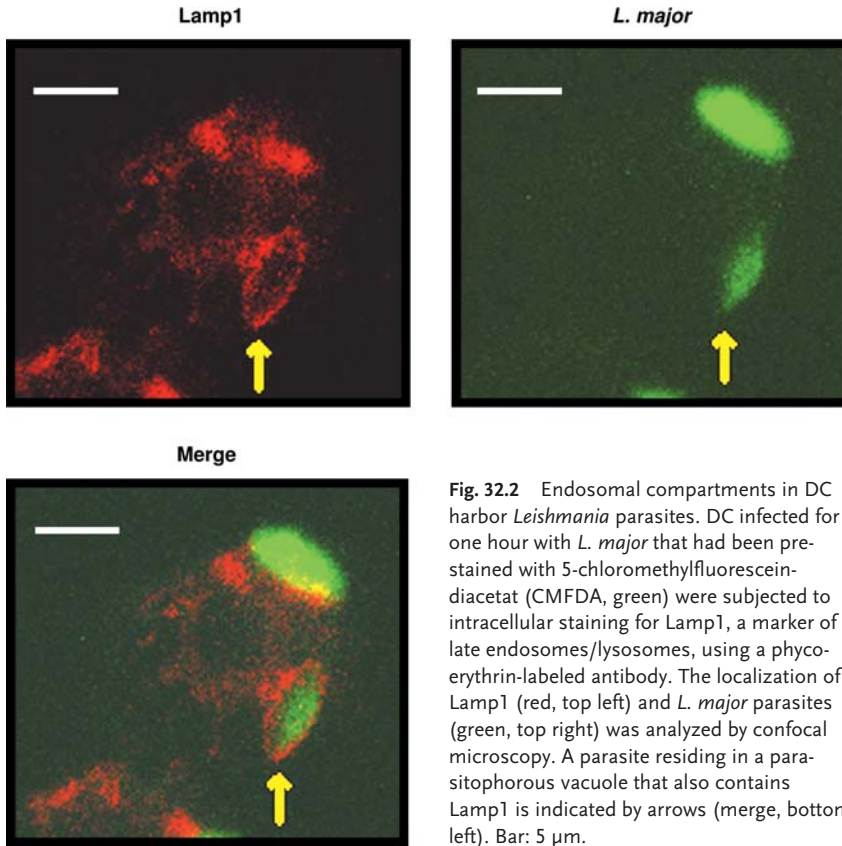 Lamp1
L. major
Merge
Fig. 32.2 Endosomal compartments in DC
harbor Leishmania parasites. DC infected for
one hour with L. major that had been pre-
stained with 5-chloromethylfluorescein-
diacetat (CMFDA, green) were subjected to
intracellular staining for Lamp1, a marker of
late endosomes/lysosomes, using a phyco-
erythrin-labeled antibody. The localization of
Lamp1 (red, top left) and L. major parasites
(green, top right) was analyzed by confocal
microscopy. A parasite residing in a para-
sitophorous vacuole that also contains
Lamp1 is indicated by arrows (merge, bottom
left). Bar: 5 µm.